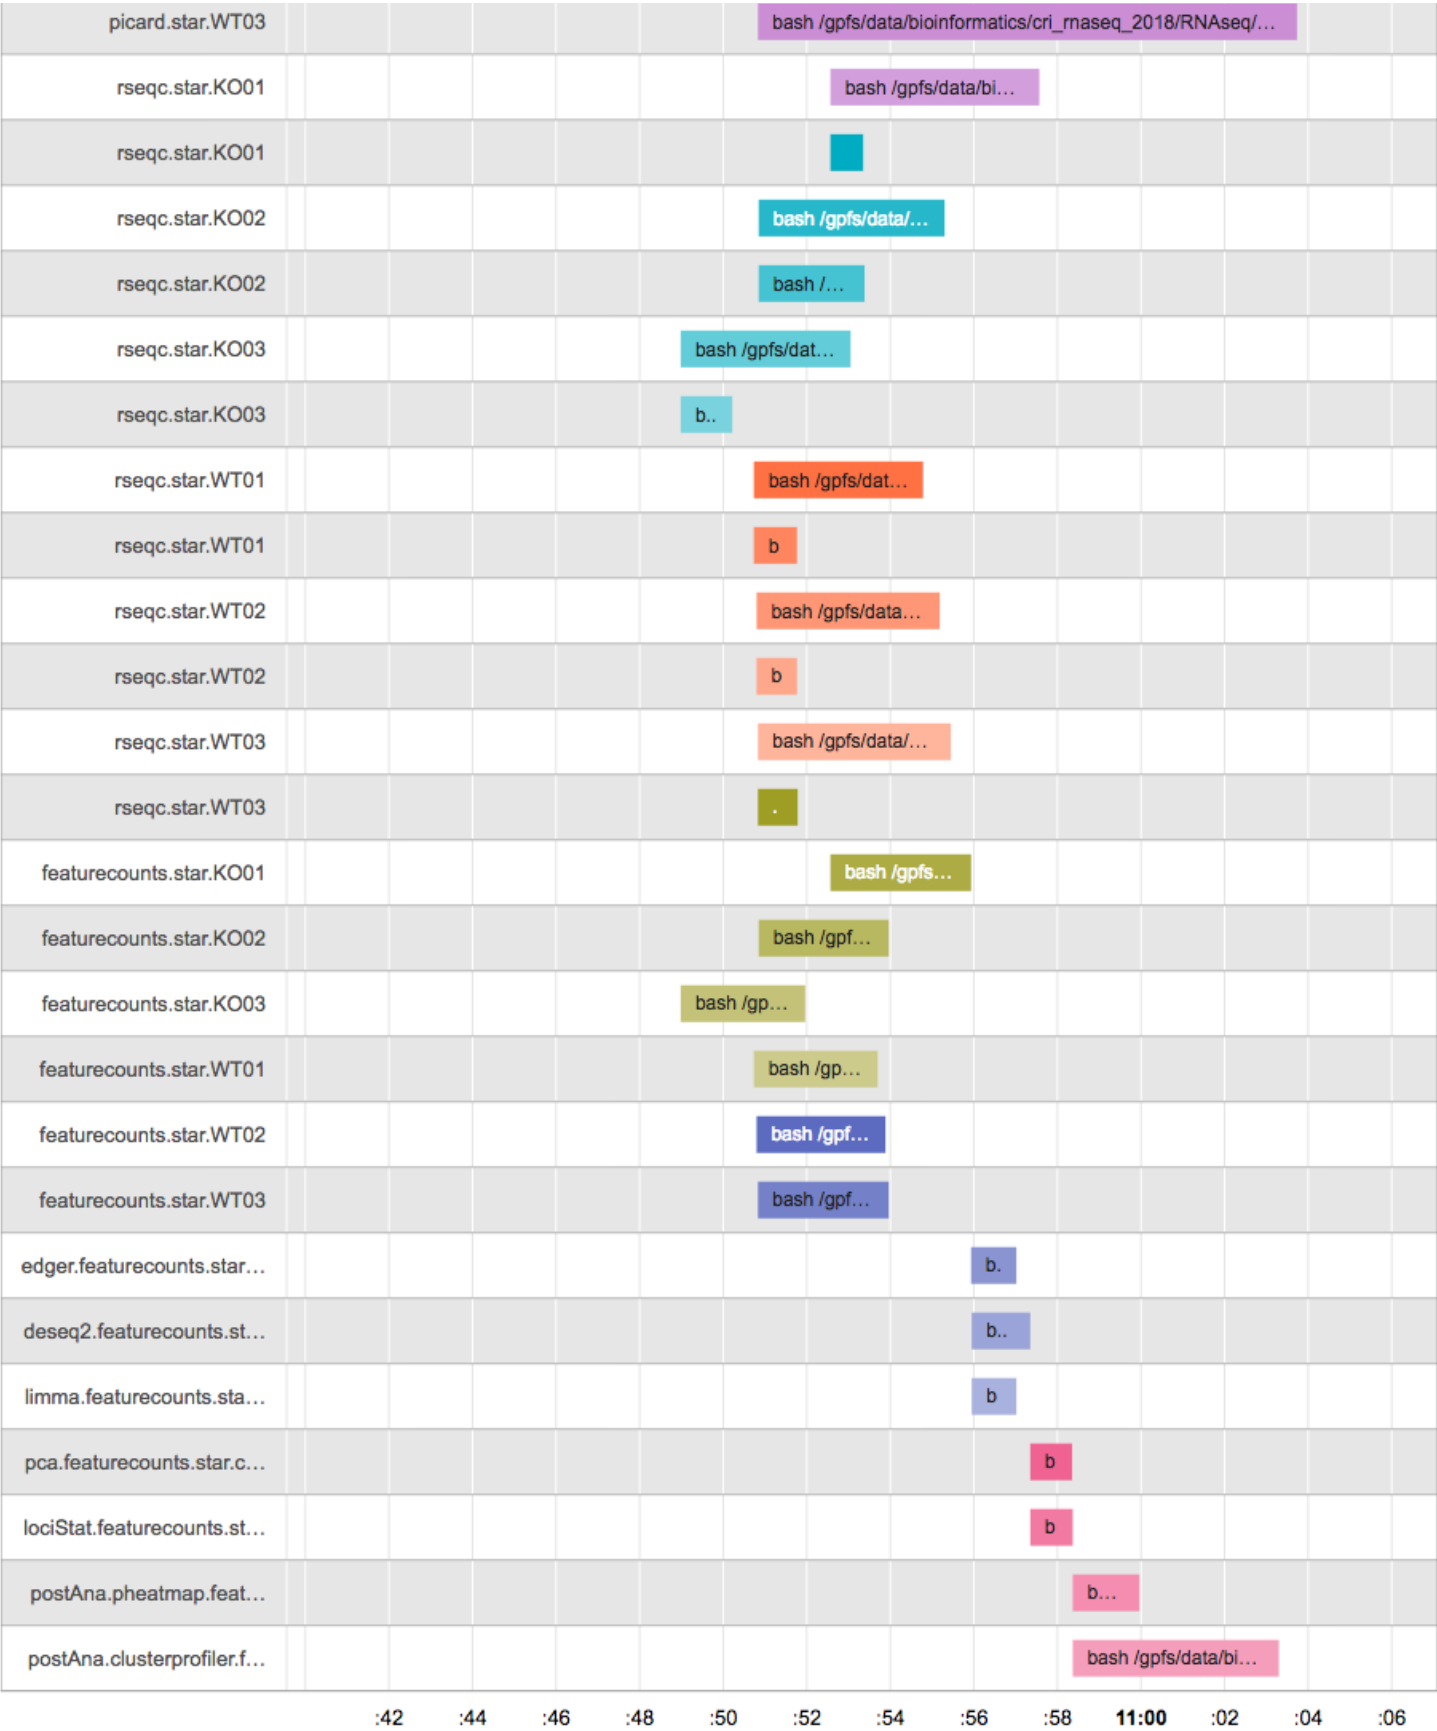 picard.star.WT03 bash /gpfs/data/bioinformatics/cri_rnaseq_2018/RNAseq/...
rseqc.star.KO01 bash /gpfs/data/bi...
rseqc.star.KO01
rseqc.star.KO02 bash /gpfs/data/...
rseqc.star.KO02 bash /...
rseqc.star.KO03 bash /gpfs/dat...
rseqc.star.KO03 b..
rseqc.star.WT01 bash /gpfs/dat...
rseqc.star.WT01 b
rseqc.star.WT02 bash /gpfs/data...
rseqc.star.WT02 b
rseqc.star.WT03 bash /gpfs/data/...
rseqc.star.WT03 .
featurecounts.star.KO01 bash /gpfs...
featurecounts.star.KO02 bash /gpf...
featurecounts.star.KO03 bash /gp...
featurecounts.star.WT01 bash /gp...
featurecounts.star.WT02 bash /gpf...
featurecounts.star.WT03 bash /gpf...
edger.featurecounts.star... b.
deseq2.featurecounts.st... b..
limma.featurecounts.sta... b
pca.featurecounts.star.c... b
lociStat.featurecounts.st... b
postAna.pheatmap.feat... b...
postAna.clusterprofiler.f... bash /gpfs/data/bi...
:42 :44 :46 :48 :50 :52 :54 :56 :58 11:00 :02 :04 :06